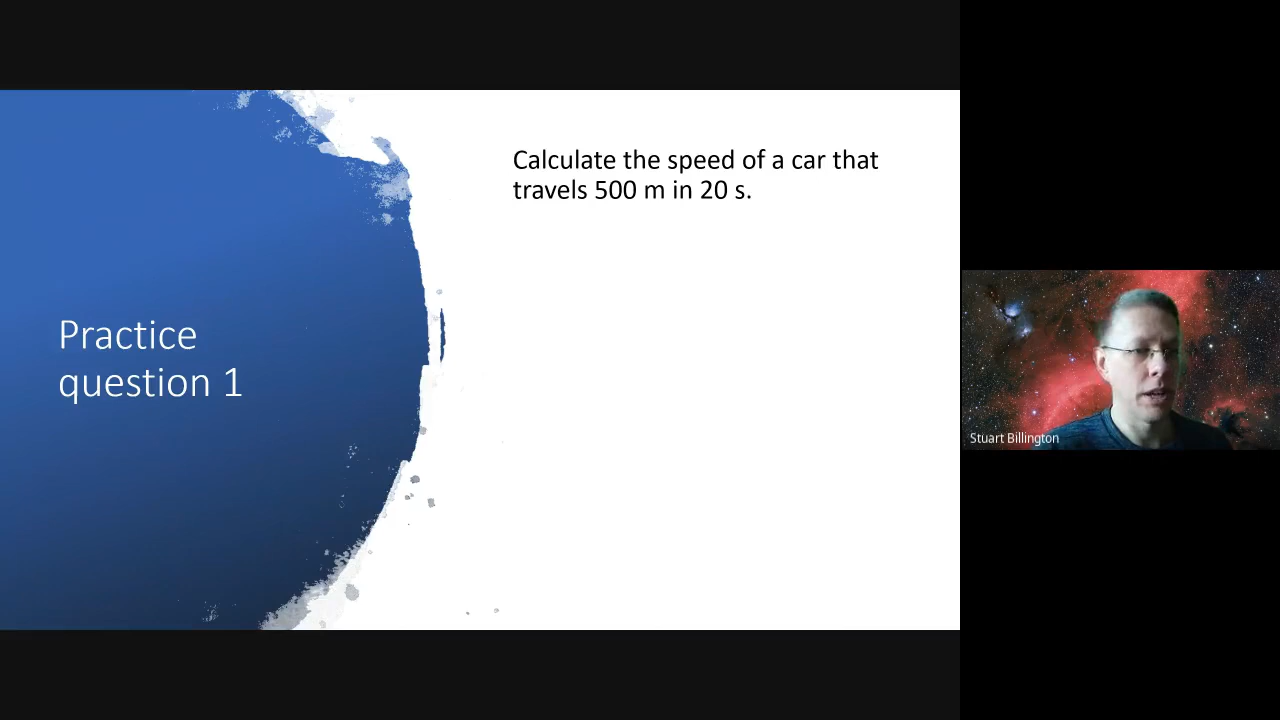 Calculate the speed of a car that
travels 500 m in 20 s.
Practice
question 1
Stuart Billington